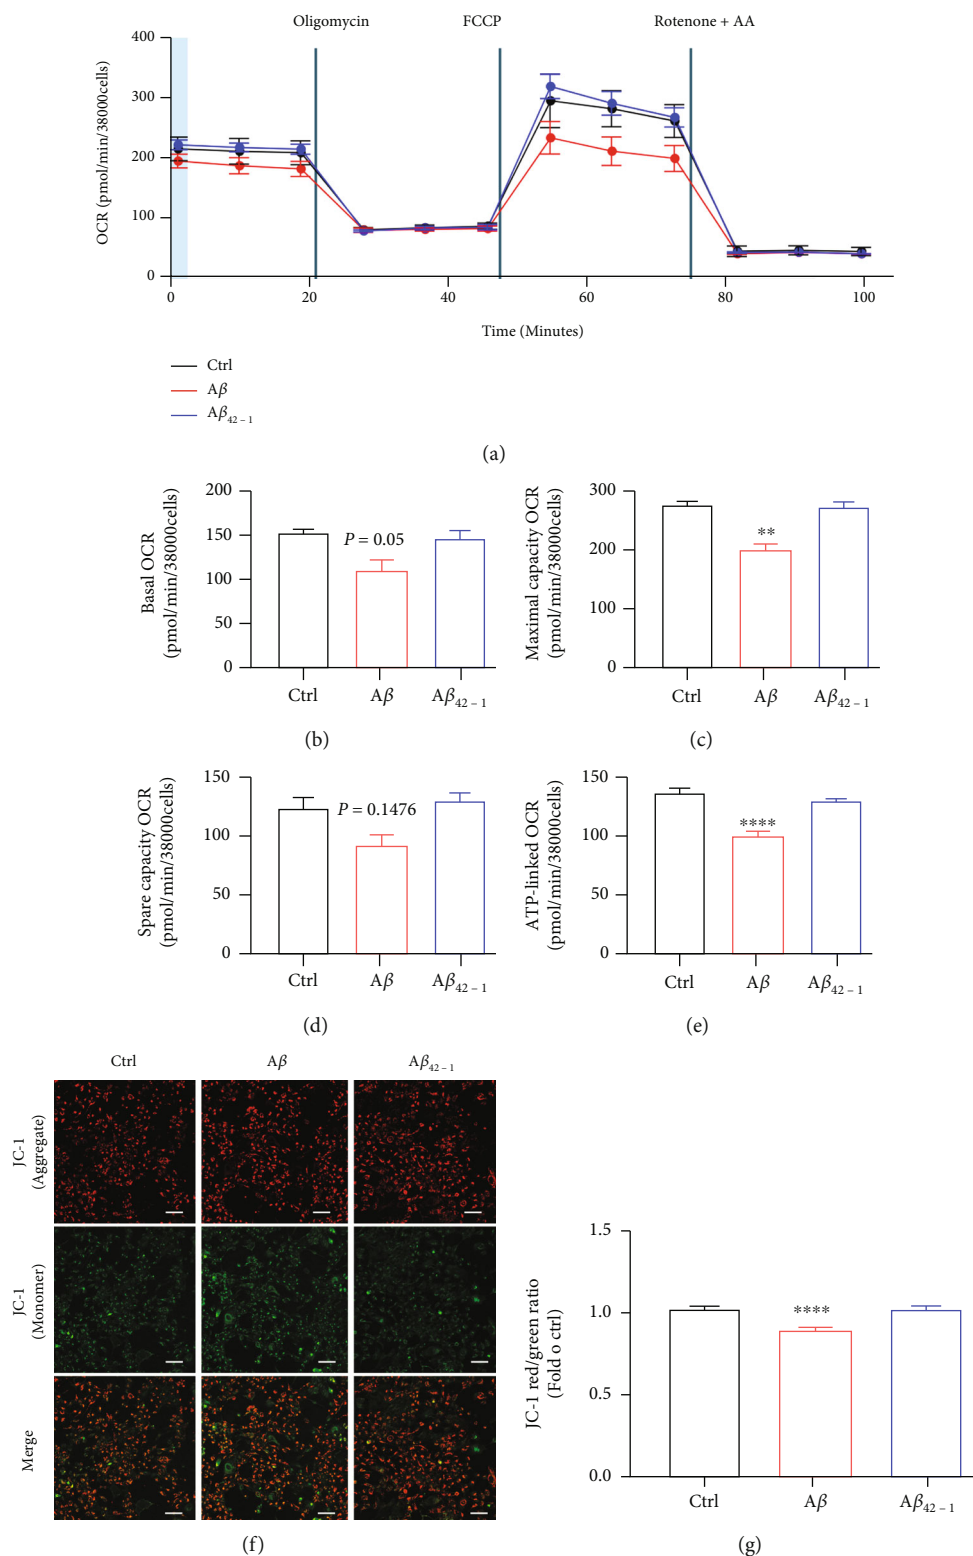 Oligomycin FCCP Rotenone + AA
400
300
200
100
0
OCR (pmol/min/38000cells)
0 20 40 60 80 100
Time (Minutes)
Ctrl
Aβ
Aβ42 – 1
(a)
200
150
100
50
0
Basal OCR
(pmol/min/38000cells)
P = 0.05
Ctrl Aβ Aβ42 – 1
(b)
300
200
100
0
Maximal capacity OCR
(pmol/min/38000cells)
**
Ctrl Aβ Aβ42 – 1
(c)
150
100
50
0
Spare capacity OCR
(pmol/min/38000cells)
P = 0.1476
Ctrl Aβ Aβ42 – 1
(d)
150
100
50
0
ATP-linked OCR
(pmol/min/38000cells)
****
Ctrl Aβ Aβ42 – 1
(e)
Ctrl Aβ Aβ42 – 1
JC-1
(Aggregate)
JC-1
(Monomer)
Merge
(f)
1.5
1.0
0.5
0.0
JC-1 red/green ratio
(Fold o ctrl)
****
Ctrl Aβ Aβ42 – 1
(g)